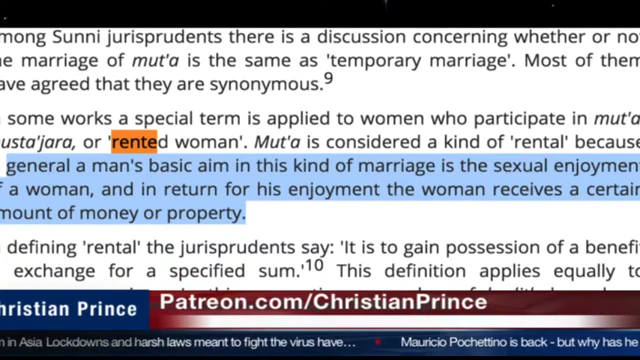 mong Sunni jurisprudents there is a discussion concerning whether or not
he marriage of mut'a is the same as 'temporary marriage'. Most of them
ave agreed that they are synonymous.9
some works a special term is applied to women who participate in mut'a
usta'jara, or 'rented woman'. Mut'a is considered a kind of 'rental' because
general a man's basic aim in this kind of marriage is the sexual enjoyment
f a woman, and in return for his enjoyment the woman receives a certain
mount of money or property.
defining 'rental' the jurisprudents say: 'It is to gain possession of a benefit
exchange for a specified sum.'10 This definition applies equally to
hristian Prince
Patreon.com/ChristianPrince
m in Asia Lockdowns and harsh laws meant to fight the virus have…
Mauricio Pochettino is back - but why has he